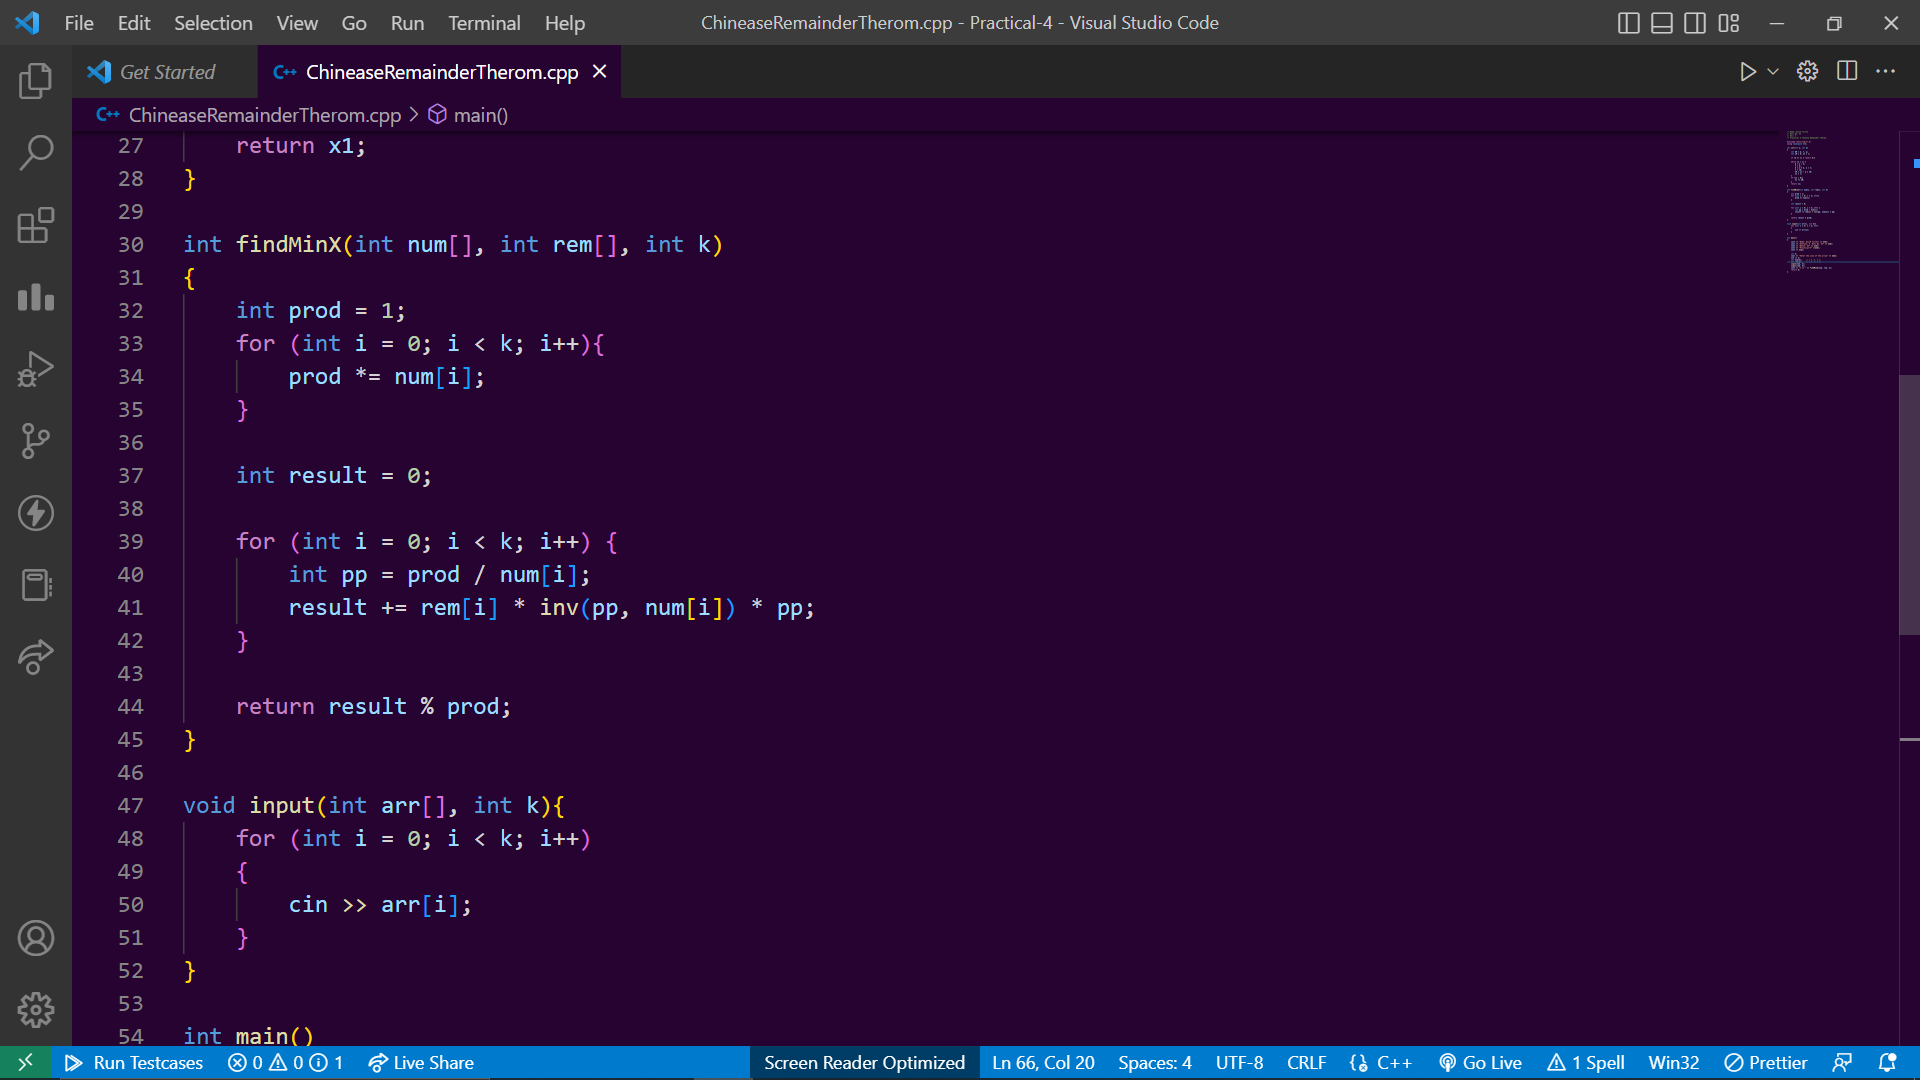 File Edit Selection View Go Run Terminal Help ChineaseRemainderTherom.cpp - Practical-4 - Visual Studio Code
Get Started C++ ChineaseRemainderTherom.cpp
C++ ChineaseRemainderTherom.cpp > main()
27 return x1;
28 }
29
30 int findMinX(int num[], int rem[], int k)
31 {
32 int prod = 1;
33 for (int i = 0; i < k; i++){
34 prod *= num[i];
35 }
36
37 int result = 0;
38
39 for (int i = 0; i < k; i++) {
40 int pp = prod / num[i];
41 result += rem[i] * inv(pp, num[i]) * pp;
42 }
43
44 return result % prod;
45 }
46
47 void input(int arr[], int k){
48 for (int i = 0; i < k; i++)
49 {
50 cin >> arr[i];
51 }
52 }
53
54 int main()
Run Testcases 0 0 1 Live Share Screen Reader Optimized Ln 66, Col 20 Spaces: 4 UTF-8 CRLF C++ Go Live 1 Spell Win32 Prettier